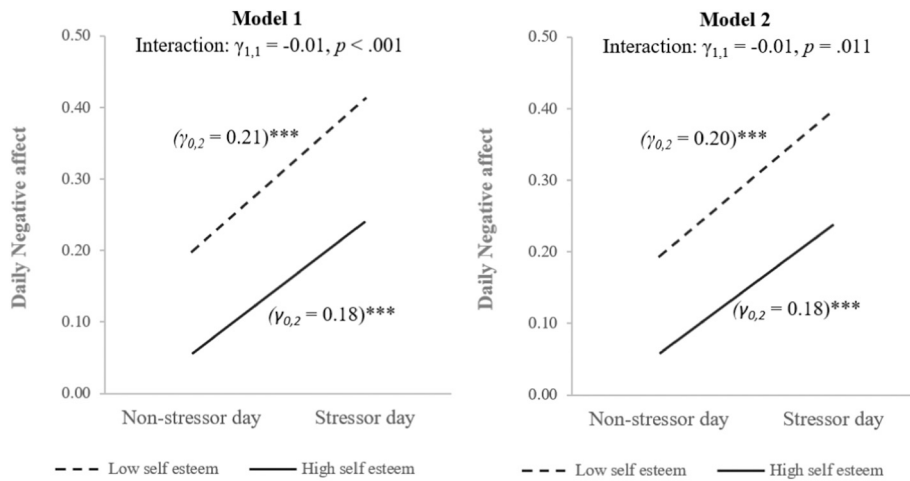 Model 1
Interaction: γ1,1 = -0.01, p < .001
Daily Negative affect
0.50
0.40
0.30
0.20
0.10
0.00
(γ0,2 = 0.21)***
(γ0,2 = 0.18)***
Non-stressor day Stressor day
Low self esteem High self esteem
Model 2
Interaction: γ1,1 = -0.01, p = .011
Daily Negative affect
0.50
0.40
0.30
0.20
0.10
0.00
(γ0,2 = 0.20)***
(γ0,2 = 0.18)***
Non-stressor day Stressor day
Low self esteem High self esteem